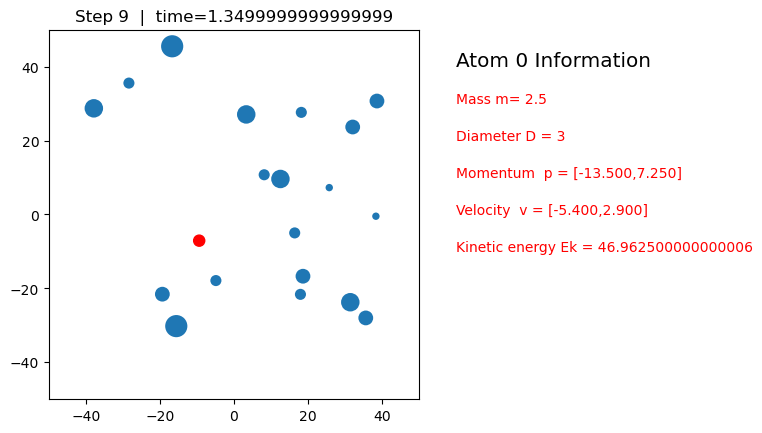 Step 9  |  time=1.3499999999999999
Atom 0 Information
Mass m= 2.5
Diameter D = 3
Momentum  p = [-13.500,7.250]
Velocity  v = [-5.400,2.900]
Kinetic energy Ek = 46.962500000000006
40
20
0
−20
−40
−40
−20
0
20
40